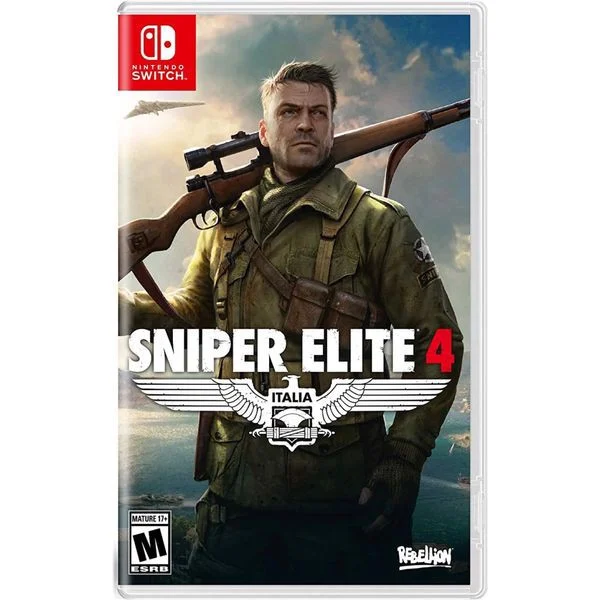 NINTENDO
SWITCH
SNIPER ELITE 4
ITALIA
MATURE 17+
M
ESRB
REBELLION